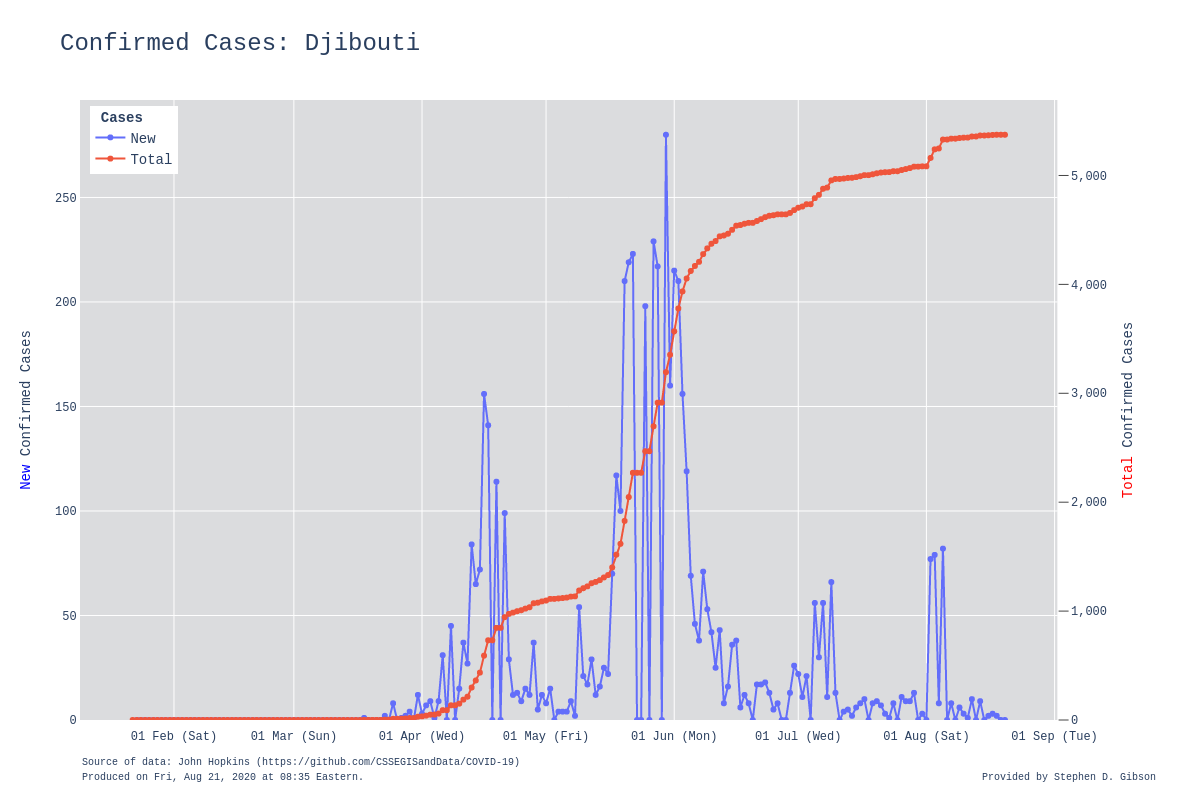 Confirmed Cases: Djibouti
Cases
New
Total
250
200
150
100
50
0
5,000
4,000
3,000
2,000
1,000
0
New Confirmed Cases
Total Confirmed Cases
01 Feb (Sat) 01 Mar (Sun) 01 Apr (Wed) 01 May (Fri) 01 Jun (Mon) 01 Jul (Wed) 01 Aug (Sat) 01 Sep (Tue)
Source of data: John Hopkins (https://github.com/CSSEGISandData/COVID-19)
Produced on Fri, Aug 21, 2020 at 08:35 Eastern.
Provided by Stephen D. Gibson